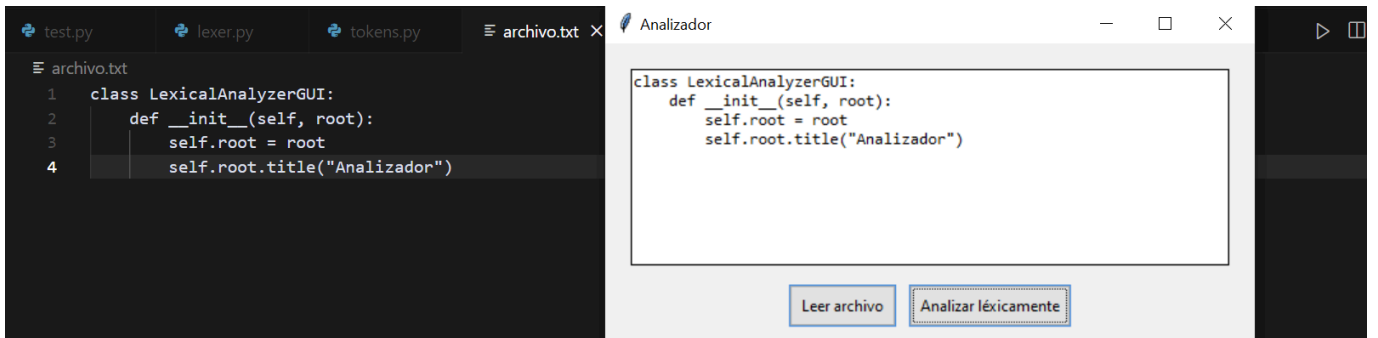 test.py lexer.py tokens.py archivo.txt
archivo.txt
1 class LexicalAnalyzerGUI:
2 def __init__(self, root):
3 self.root = root
4 self.root.title("Analizador")
Analizador
class LexicalAnalyzerGUI:
def __init__(self, root):
self.root = root
self.root.title("Analizador")
Leer archivo Analizar léxicamente